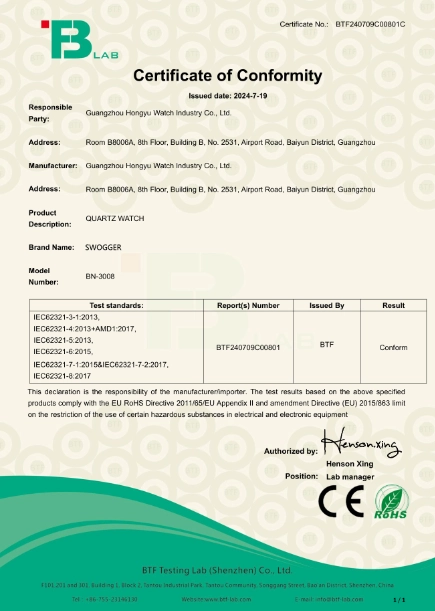 Certificate No.: BTF240709C00801C
BTF LAB
Certificate of Conformity
Issued date: 2024-7-19
Responsible Party: Guangzhou Hongyu Watch Industry Co., Ltd.
Address: Room B8006A, 8th Floor, Building B, No. 2531, Airport Road, Baiyun District, Guangzhou
Manufacturer: Guangzhou Hongyu Watch Industry Co., Ltd.
Address: Room B8006A, 8th Floor, Building B, No. 2531, Airport Road, Baiyun District, Guangzhou
Product Description: QUARTZ WATCH
Brand Name: SWOGGER
Model Number: BN-3008
Test standards: Report(s) Number Issued By Result
IEC62321-3-1:2013,
IEC62321-4:2013+AMD1:2017,
IEC62321-5:2013,
IEC62321-6:2015,
IEC62321-7-1:2015&IEC62321-7-2:2017,
IEC62321-8:2017
BTF240709C00801 BTF Conform
This declaration is the responsibility of the manufacturer/importer. The test results based on the above specified
products comply with the EU RoHS Directive 2011/65/EU Appendix II and amendment Directive (EU) 2015/863 limit
on the restriction of the use of certain hazardous substances in electrical and electronic equipment
Authorized by: Henson.xing
Henson Xing
Position: Lab manager
CE
RoHS
BTF Testing Lab (Shenzhen) Co., Ltd.
F101,201 and 301, Building 1, Block 2, Tantou Industrial Park, Tantou Community, Songgang Street, Bao'an District, Shenzhen, China
Tel.: +86-755-23196130 Website:www.btf-lab.com E-mail: info@btf-lab.com 1 / 1